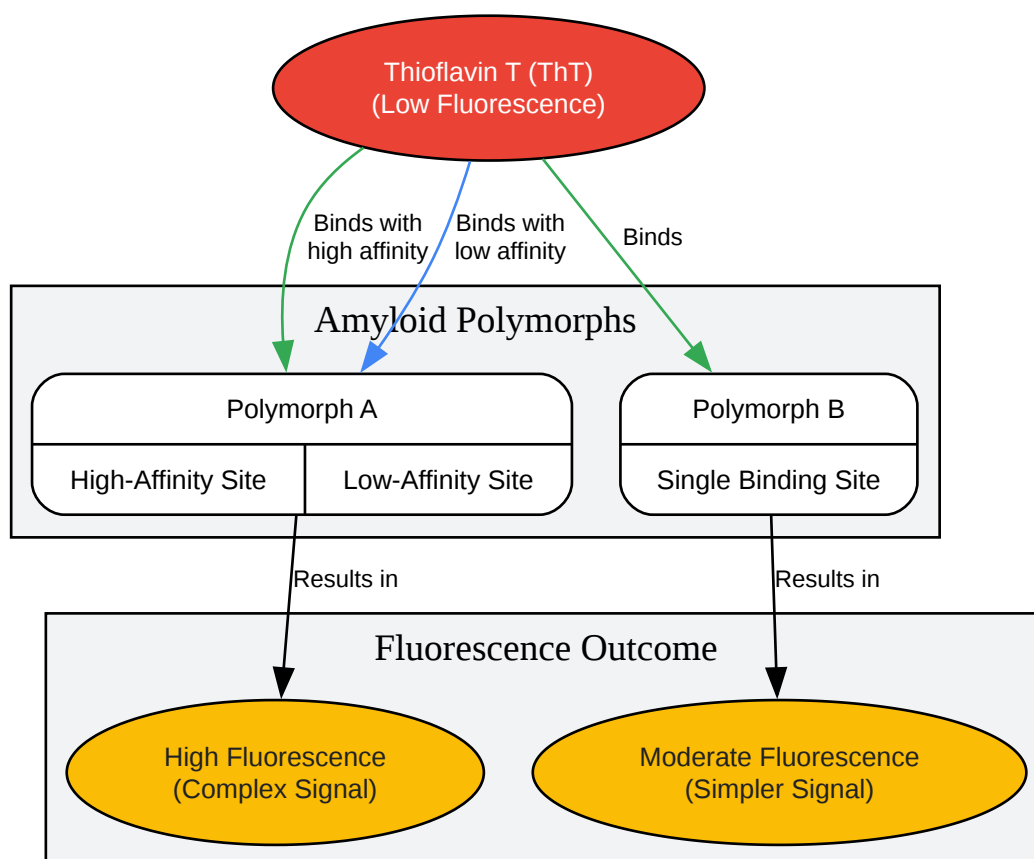 Thioflavin T (ThT)
(Low Fluorescence)
Binds with
high affinity
Binds with
low affinity
Binds
Amyloid Polymorphs
Polymorph A
High-Affinity Site
Low-Affinity Site
Polymorph B
Single Binding Site
Results in
Results in
Fluorescence Outcome
High Fluorescence
(Complex Signal)
Moderate Fluorescence
(Simpler Signal)